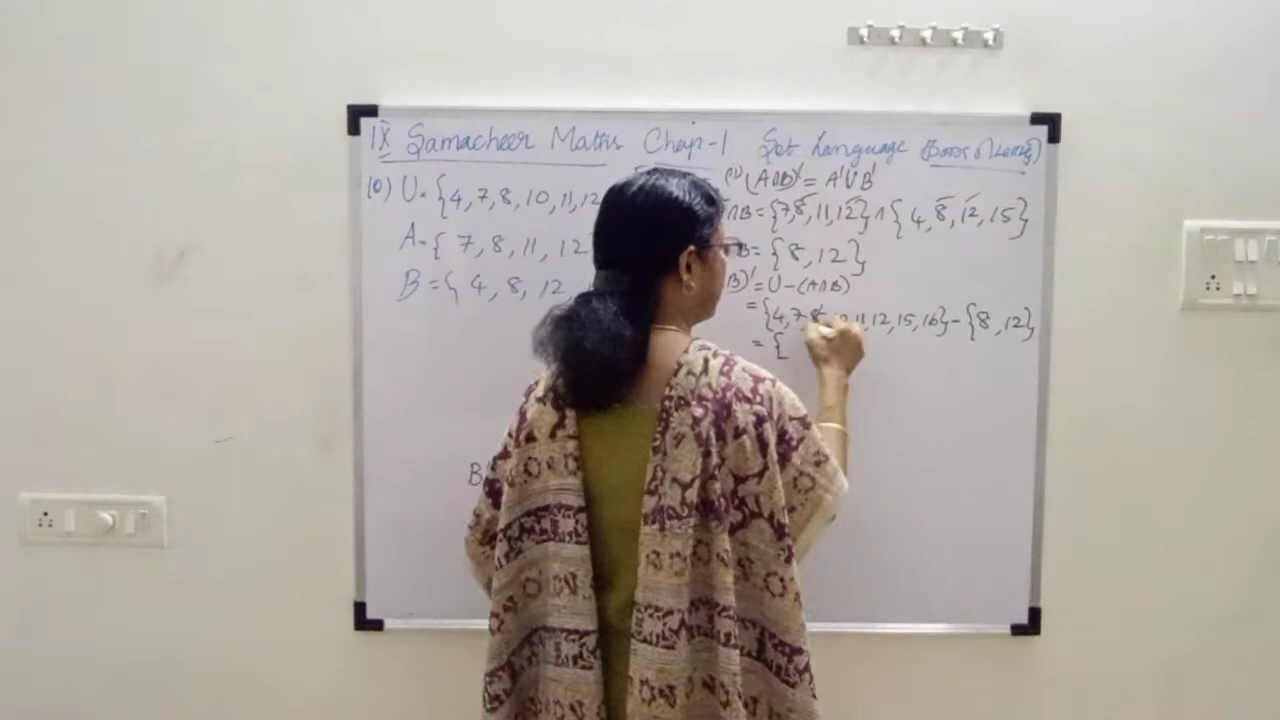 IX Samacheer Maths Chap-1 Set Language
10) U = {4, 7, 8, 10, 11, 12
A = { 7, 8, 11, 12
B = { 4, 8, 12
B
(A∩B)' = A'∪B'
∩B = {7, 8, 11, 12} ∩ { 4, 8, 12, 15}
B = {8, 12}
B)' = U - (A∩B)
= {4, 7, 8, 10, 11, 12, 15, 16} - {8, 12}
= {